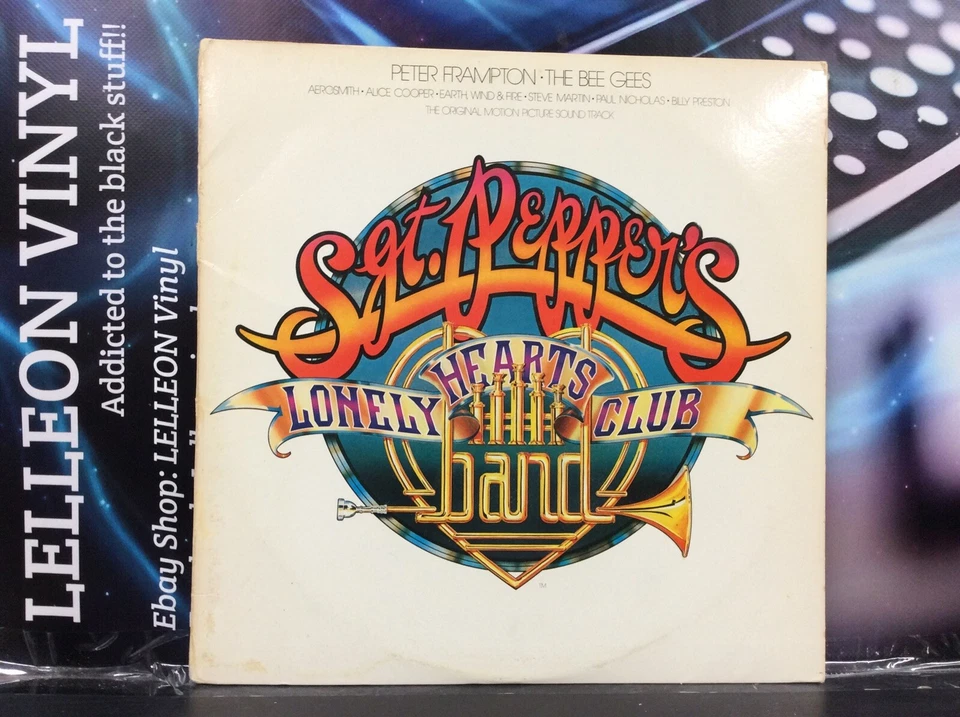 LELLEON VINYL
Addicted to the black stuff!!
Ebay Shop: LELLEON Vinyl
PETER FRAMPTON • THE BEE GEES
AEROSMITH • ALICE COOPER • EARTH, WIND & FIRE • STEVE MARTIN • PAUL NICHOLAS • BILLY PRESTON
THE ORIGINAL MOTION PICTURE SOUND TRACK
Sgt. PEPPER'S
LONELY HEARTS CLUB
band
TM